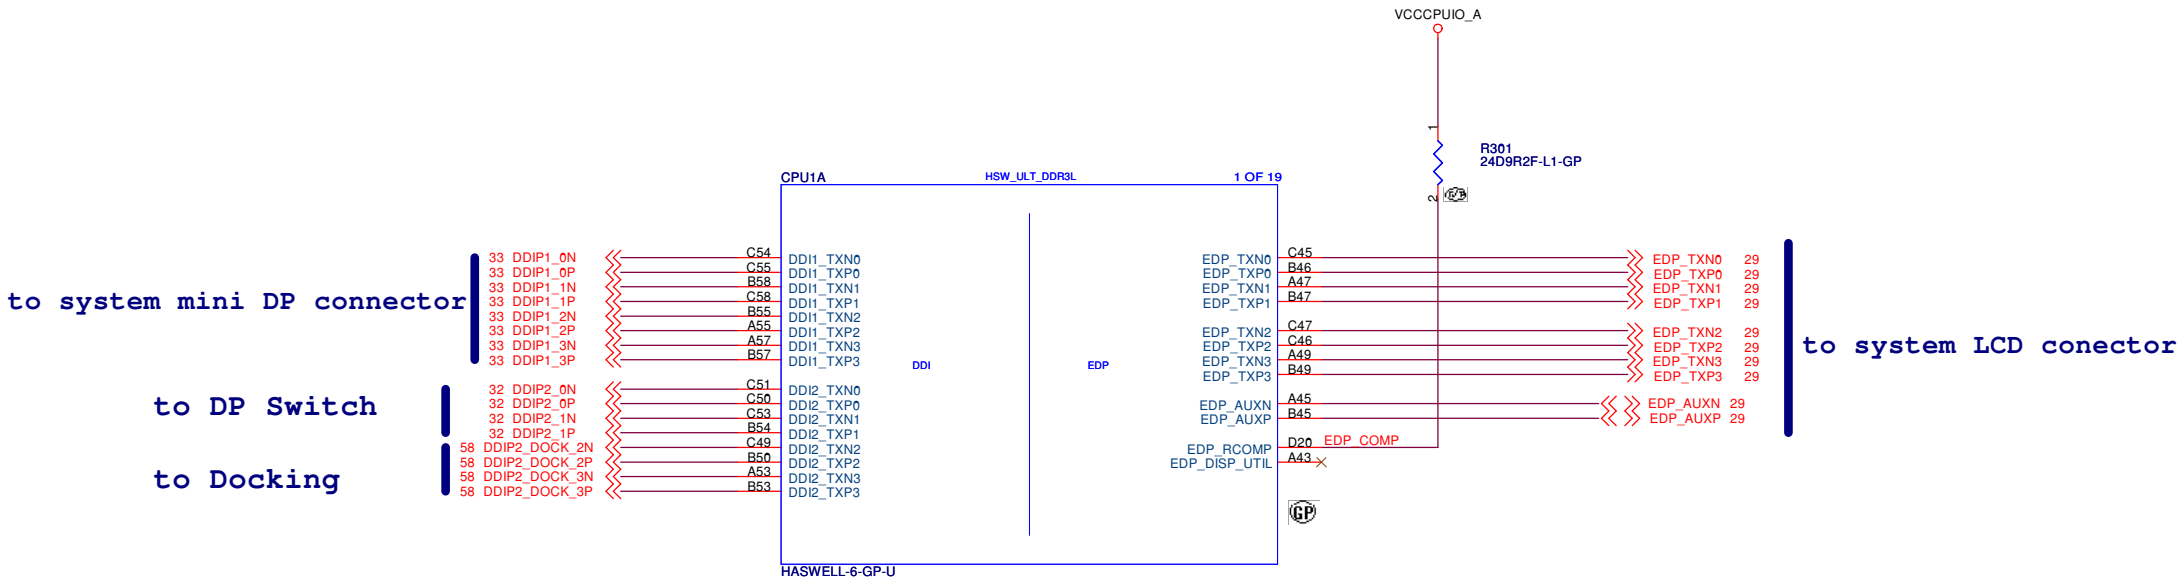 VCCCPUIO_A
1
R301
24D9R2F-L1-GP
2
CPU1A HSW_ULT_DDR3L 1 OF 19
to system mini DP connector
33 DDIP1_0N C54 DDI1_TXN0
33 DDIP1_0P C55 DDI1_TXP0
33 DDIP1_1N B58 DDI1_TXN1
33 DDIP1_1P C58 DDI1_TXP1
33 DDIP1_2N B55 DDI1_TXN2
33 DDIP1_2P A55 DDI1_TXP2
33 DDIP1_3N A57 DDI1_TXN3
33 DDIP1_3P B57 DDI1_TXP3
to DP Switch
32 DDIP2_0N C51 DDI2_TXN0
32 DDIP2_0P C50 DDI2_TXP0
32 DDIP2_1N C53 DDI2_TXN1
32 DDIP2_1P B54 DDI2_TXP1
to Docking
58 DDIP2_DOCK_2N C49 DDI2_TXN2
58 DDIP2_DOCK_2P B50 DDI2_TXP2
58 DDIP2_DOCK_3N A53 DDI2_TXN3
58 DDIP2_DOCK_3P B53 DDI2_TXP3
DDI EDP
EDP_TXN0 C45 EDP_TXN0 29
EDP_TXP0 B46 EDP_TXP0 29
EDP_TXN1 A47 EDP_TXN1 29
EDP_TXP1 B47 EDP_TXP1 29
EDP_TXN2 C47 EDP_TXN2 29
EDP_TXP2 C46 EDP_TXP2 29
EDP_TXN3 A49 EDP_TXN3 29
EDP_TXP3 B49 EDP_TXP3 29
EDP_AUXN A45 EDP_AUXN 29
EDP_AUXP B45 EDP_AUXP 29
EDP_RCOMP D20 EDP_COMP
EDP_DISP_UTIL A43
to system LCD conector
GP
HASWELL-6-GP-U